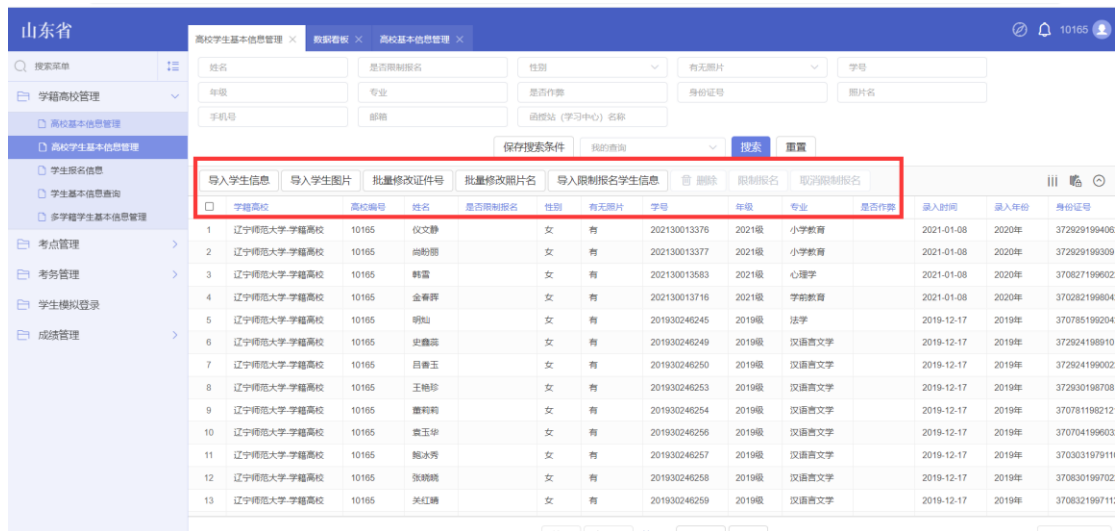 山东省
高校学生基本信息管理 × 数据看板 × 高校基本信息管理 × 10165
搜索菜单
学籍高校管理
高校基本信息管理
高校学生基本信息管理
学生报名信息
学生基本信息查询
多学籍学生基本信息管理
考点管理
考务管理
学生模拟登录
成绩管理
姓名 是否限制报名 性别 有无照片 学号
年级 专业 是否作弊 身份证号 照片名
手机号 邮箱 函授站（学习中心）名称
保存搜索条件 我的查询 搜索 重置
导入学生信息 导入学生图片 批量修改证件号 批量修改照片名 导入限制报名学生信息 删除 限制报名 取消限制报名
学籍高校 高校编号 姓名 是否限制报名 性别 有无照片 学号 年级 专业 是否作弊 录入时间 录入年份 身份证号
1 辽宁师范大学-学籍高校 10165 仪文静 女 有 202130013376 2021级 小学教育 2021-01-08 2020年 372929199406
2 辽宁师范大学-学籍高校 10165 尚盼丽 女 有 202130013377 2021级 小学教育 2021-01-08 2020年 372929199309
3 辽宁师范大学-学籍高校 10165 韩雪 女 有 202130013583 2021级 心理学 2021-01-08 2020年 370827199602
4 辽宁师范大学-学籍高校 10165 金春晖 女 有 202130013716 2021级 学前教育 2021-01-08 2020年 370282199804
5 辽宁师范大学-学籍高校 10165 明灿 女 有 201930246245 2019级 法学 2019-12-17 2019年 370785199204
6 辽宁师范大学-学籍高校 10165 史鑫蕊 女 有 201930246249 2019级 汉语言文学 2019-12-17 2019年 372924198910
7 辽宁师范大学-学籍高校 10165 吕善玉 女 有 201930246250 2019级 汉语言文学 2019-12-17 2019年 372924199002
8 辽宁师范大学-学籍高校 10165 王艳珍 女 有 201930246253 2019级 汉语言文学 2019-12-17 2019年 372930198708
9 辽宁师范大学-学籍高校 10165 董莉莉 女 有 201930246254 2019级 汉语言文学 2019-12-17 2019年 370781198212
10 辽宁师范大学-学籍高校 10165 袁玉华 女 有 201930246256 2019级 汉语言文学 2019-12-17 2019年 370704199603
11 辽宁师范大学-学籍高校 10165 鲍冰秀 女 有 201930246257 2019级 汉语言文学 2019-12-17 2019年 370303197911
12 辽宁师范大学-学籍高校 10165 张晓晓 女 有 201930246258 2019级 汉语言文学 2019-12-17 2019年 370830199702
13 辽宁师范大学-学籍高校 10165 关红晴 女 有 201930246259 2019级 汉语言文学 2019-12-17 2019年 370832199711